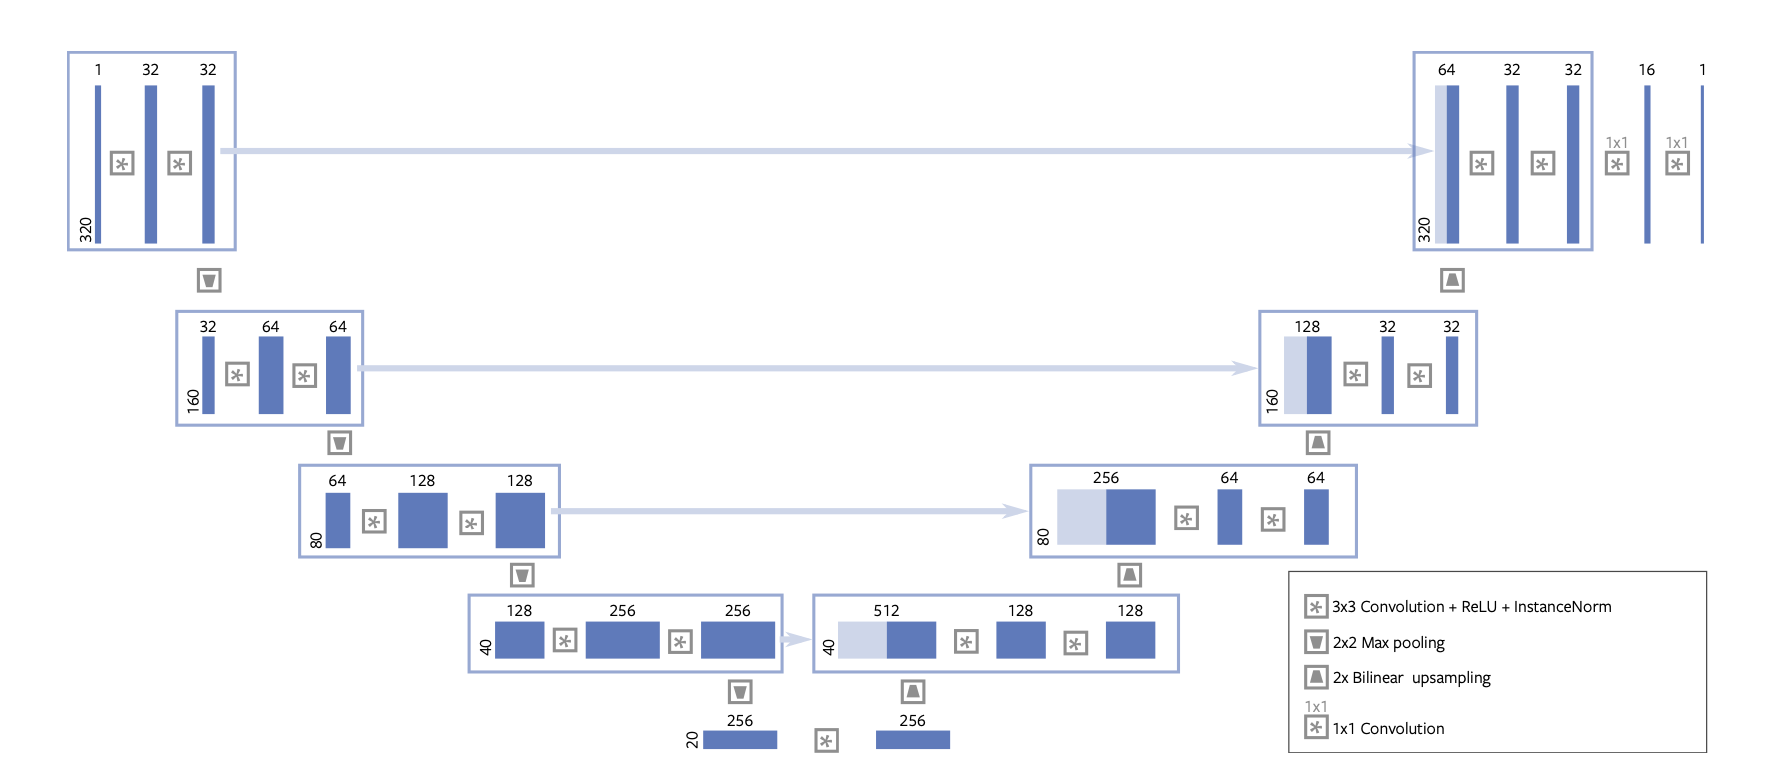 1 32 32 64 32 32 16 1
1x1 1x1
320 320
32 64 64 128 32 32
160 160
64 128 128 256 64 64
80 80
128 256 256 512 128 128
40 40
256 256
20
3x3 Convolution + ReLU + InstanceNorm
2x2 Max pooling
2x Bilinear upsampling
1x1
1x1 Convolution